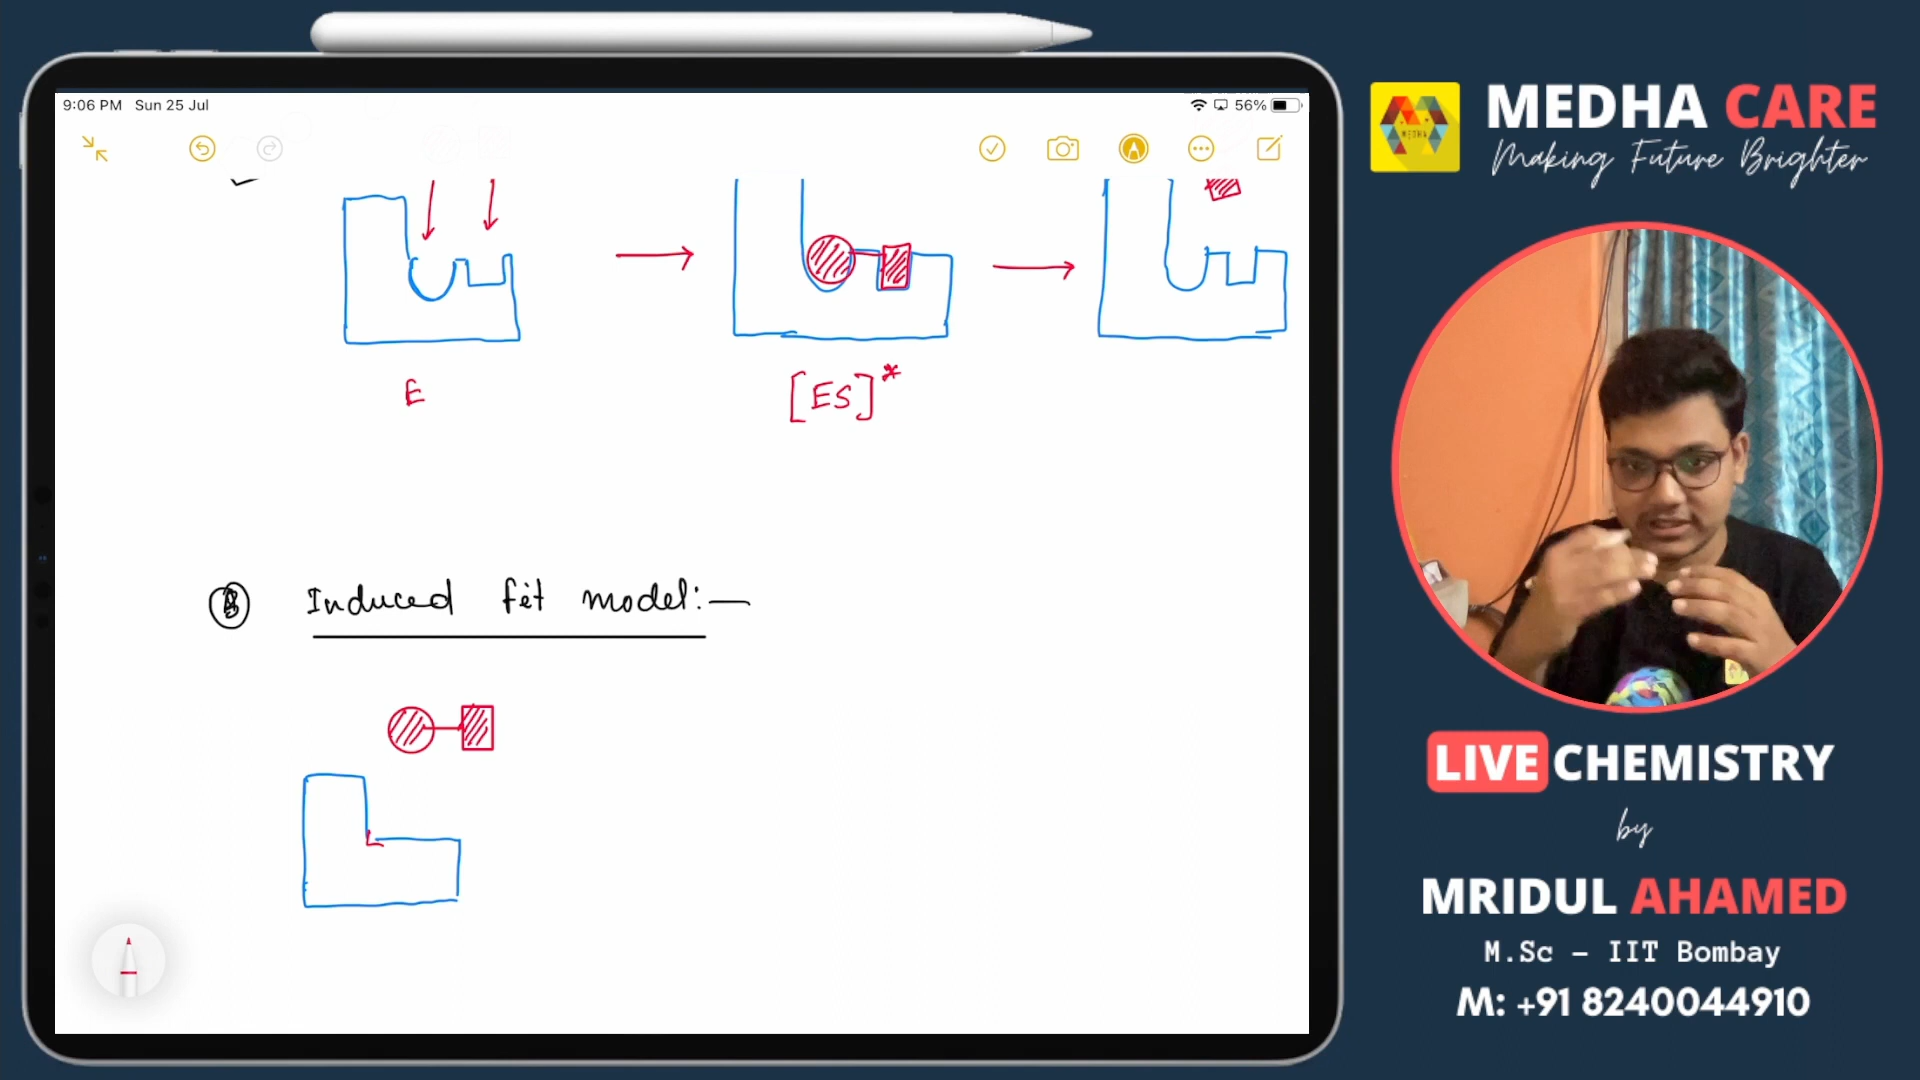 9:06 PM Sun 25 Jul
56%
E
[ES]*
B Induced fit model:—
MEDHA CARE
Making Future Brighter
MEDHA
LIVE CHEMISTRY
by
MRIDUL AHAMED
M.Sc - IIT Bombay
M: +91 8240044910